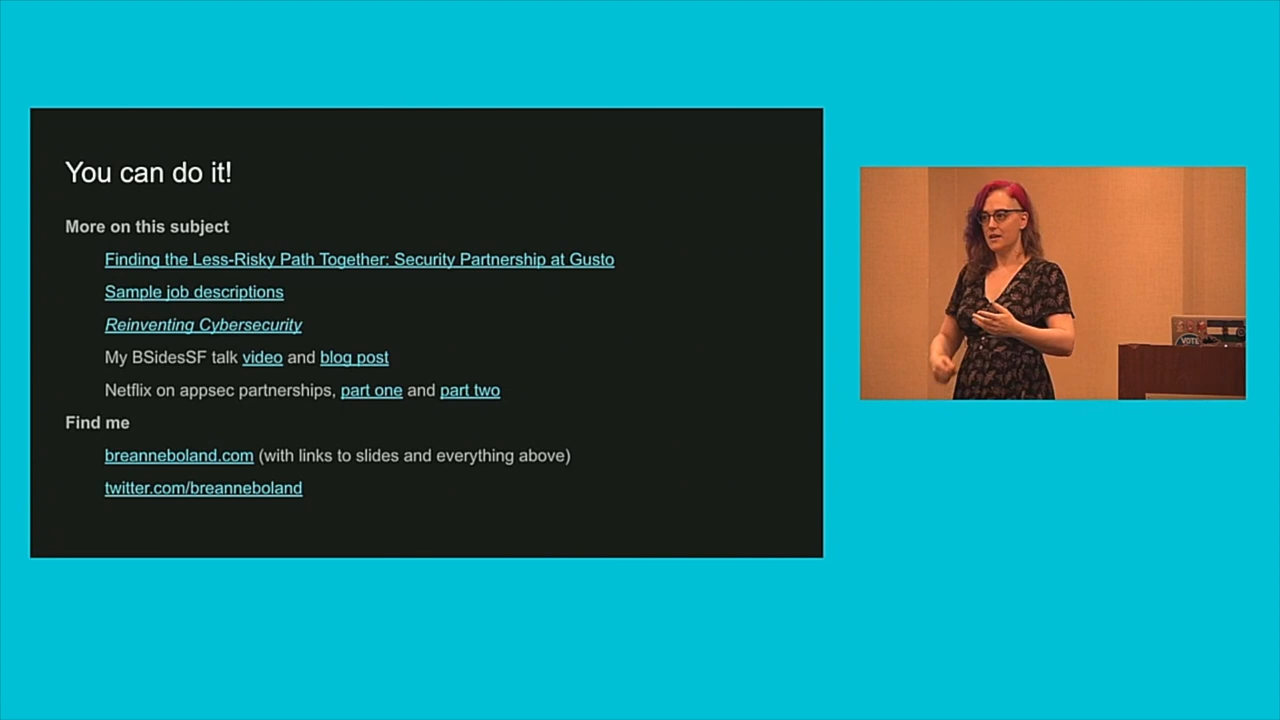 You can do it!
More on this subject
Finding the Less-Risky Path Together: Security Partnership at Gusto
Sample job descriptions
Reinventing Cybersecurity
My BSidesSF talk video and blog post
Netflix on appsec partnerships, part one and part two
Find me
breanneboland.com (with links to slides and everything above)
twitter.com/breanneboland
VOTE